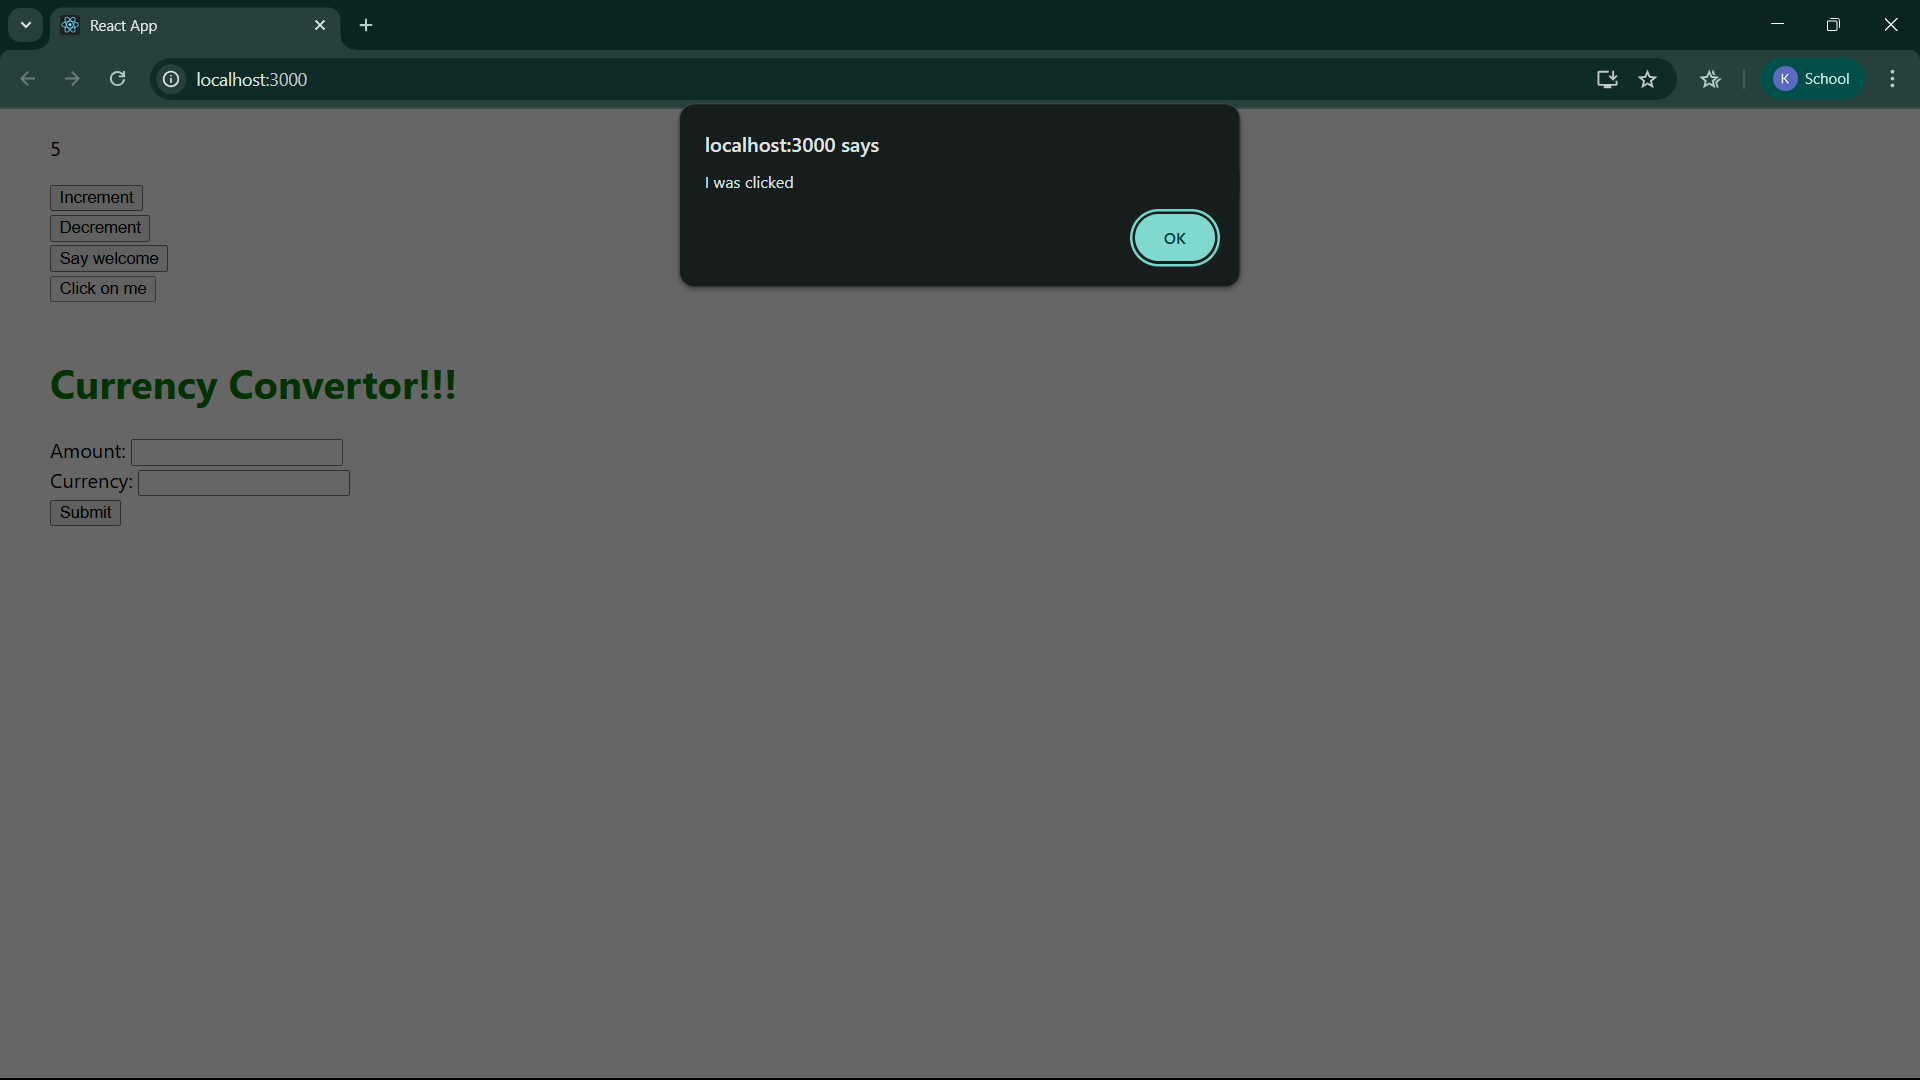 React App
localhost:3000
K School
localhost:3000 says
I was clicked
OK
5
Increment
Decrement
Say welcome
Click on me
Currency Convertor!!!
Amount:
Currency:
Submit